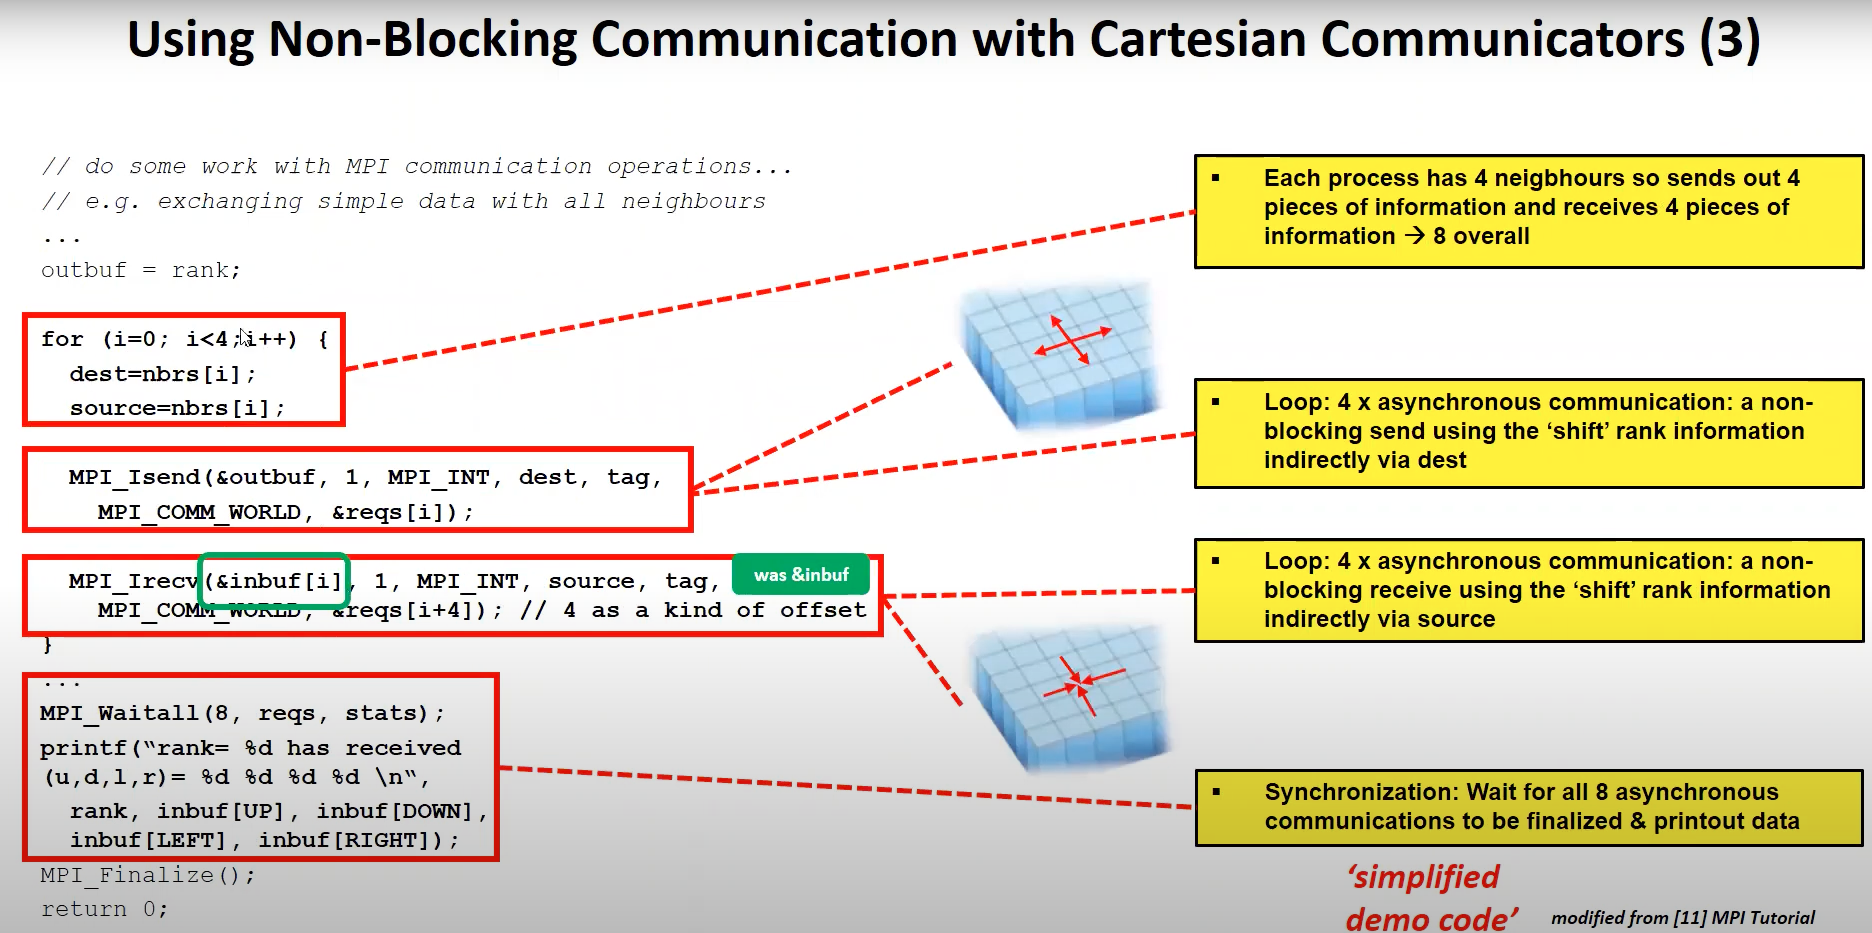 Using Non-Blocking Communication with Cartesian Communicators (3)
// do some work with MPI communication operations...
// e.g. exchanging simple data with all neighbours
...
outbuf = rank;
for (i=0; i<4;i++) {
dest=nbrs[i];
source=nbrs[i];
MPI_Isend(&outbuf, 1, MPI_INT, dest, tag,
MPI_COMM_WORLD, &reqs[i]);
MPI_Irecv(&inbuf[i], 1, MPI_INT, source, tag,
was &inbuf
MPI_COMM_WORLD, &reqs[i+4]); // 4 as a kind of offset
}
...
MPI_Waitall(8, reqs, stats);
printf(“rank= %d has received
(u,d,l,r)= %d %d %d %d \n“,
rank, inbuf[UP], inbuf[DOWN],
inbuf[LEFT], inbuf[RIGHT]);
MPI_Finalize();
return 0;
▪ Each process has 4 neigbhours so sends out 4
pieces of information and receives 4 pieces of
information → 8 overall
▪ Loop: 4 x asynchronous communication: a non-
blocking send using the ‘shift’ rank information
indirectly via dest
▪ Loop: 4 x asynchronous communication: a non-
blocking receive using the ‘shift’ rank information
indirectly via source
▪ Synchronization: Wait for all 8 asynchronous
communications to be finalized & printout data
‘simplified
demo code’
modified from [11] MPI Tutorial